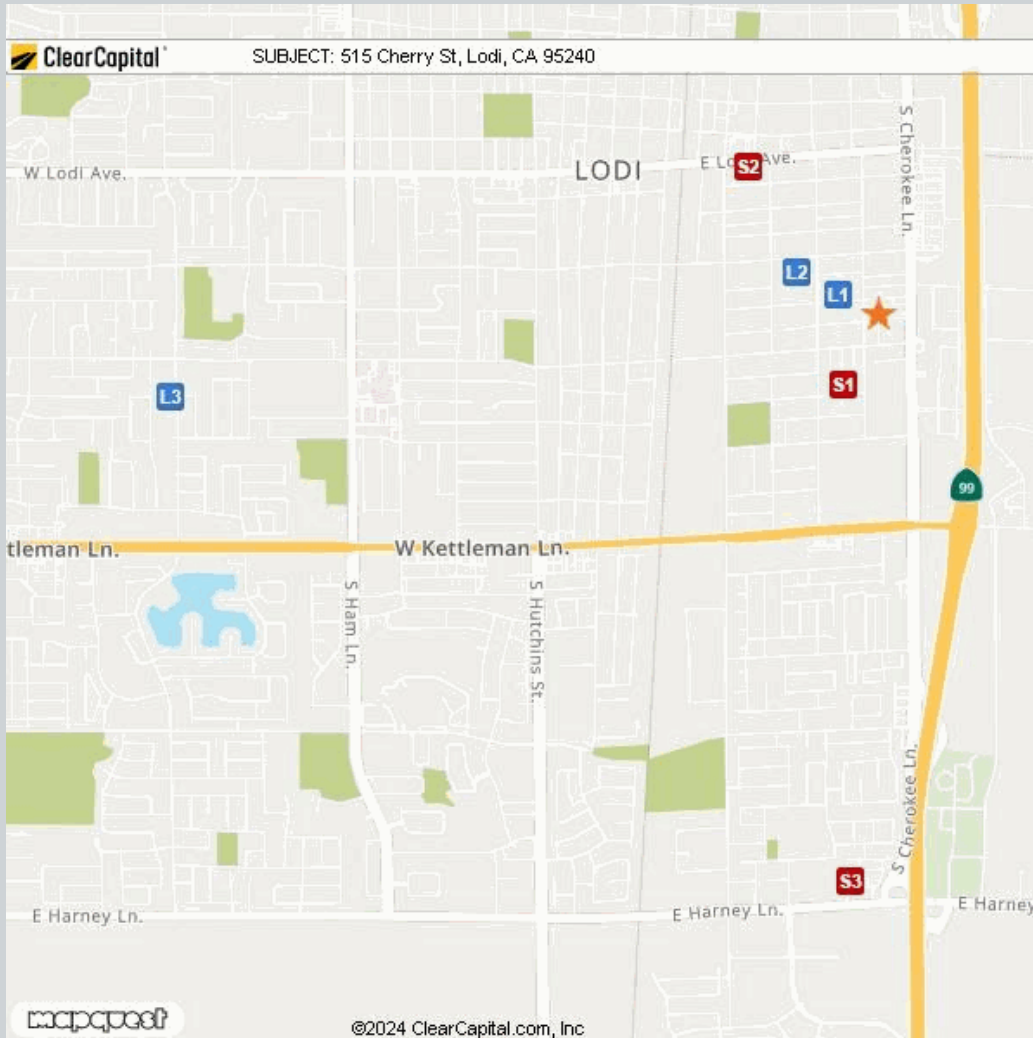 ClearCapital
SUBJECT: 515 Cherry St, Lodi, CA 95240
S Cherokee Ln.
W Lodi Ave.
LODI
E Lodi Ave.
S2
L2
L1
S1
L3
99
tleman Ln.
W Kettleman Ln.
S Ham Ln.
S Hutchins St.
S Cherokee Ln.
S3
E Harney Ln.
E Harney Ln.
E Harney
mapquest
©2024 ClearCapital.com, Inc